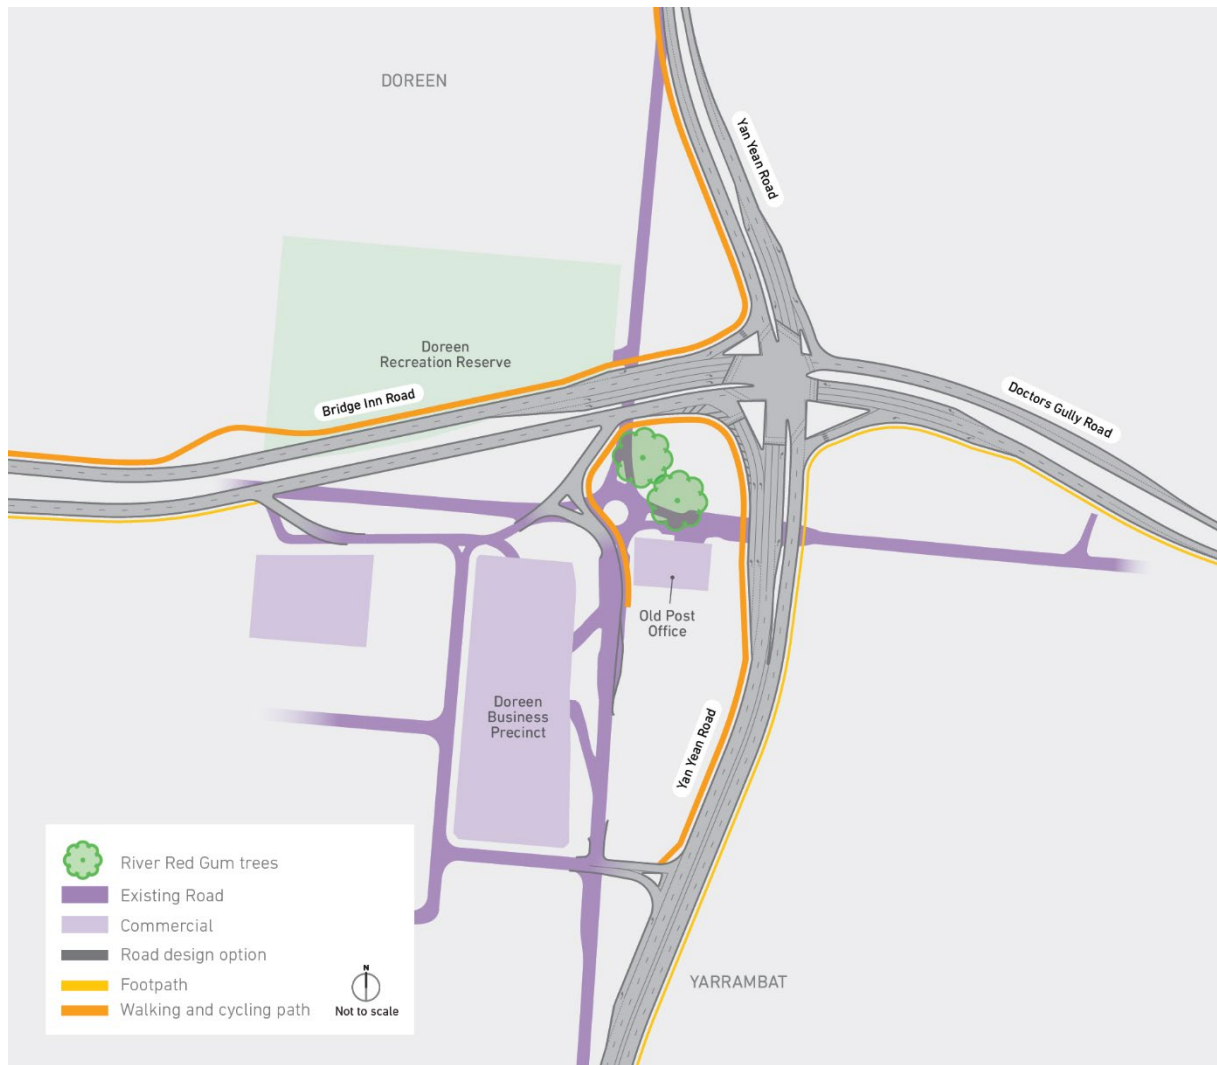 DOREEN
Yan Yean Road
Doreen
Recreation Reserve
Bridge Inn Road
Doctors Gully Road
Old Post
Office
Doreen
Business
Precinct
Yan Yean Road
River Red Gum trees
Existing Road
Commercial
Road design option
Footpath
Walking and cycling path
N
Not to scale
YARRAMBAT